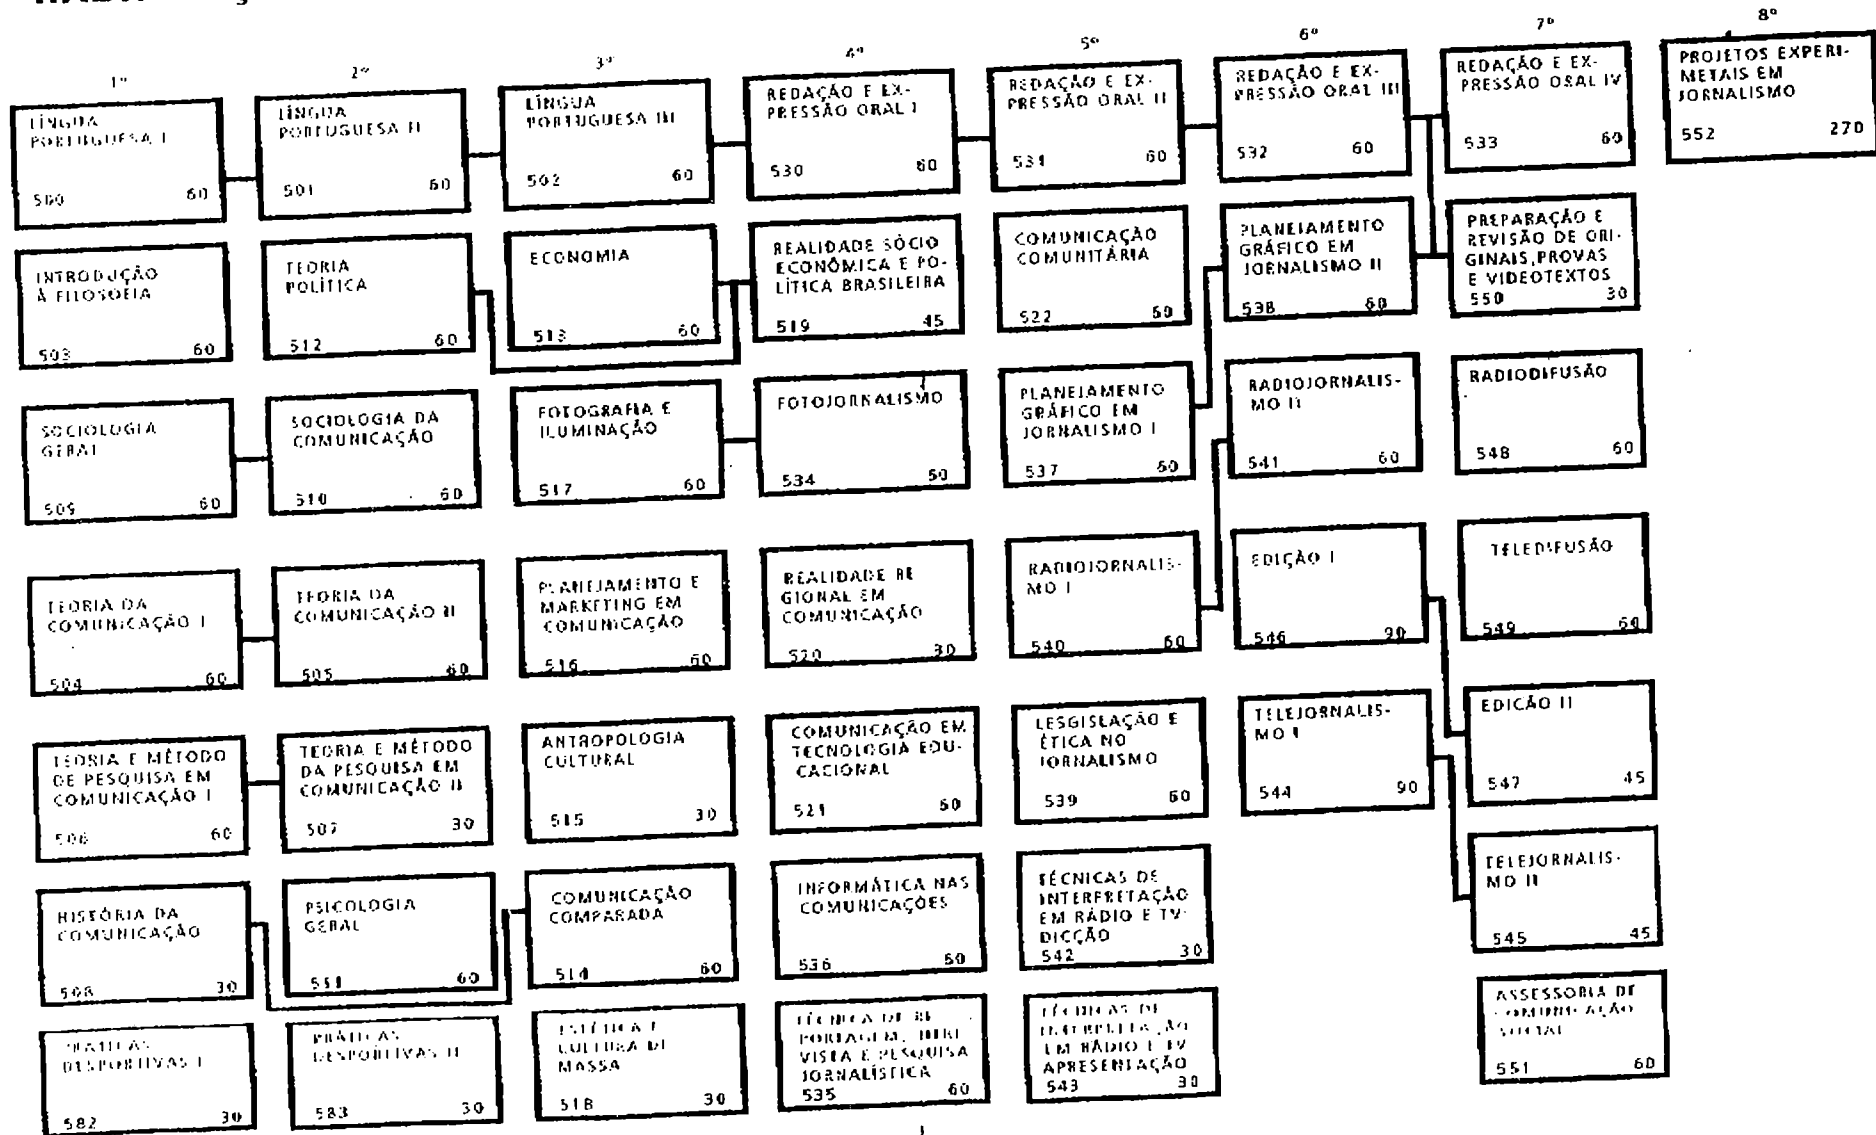 1º
2º
3º
4º
5º
6º
7º
8º
LÍNGUA
PORTUGUESA I
500 60
INTRODUÇÃO
À FILOSOFIA
503 60
SOCIOLOGIA
GERAL
509 60
TEORIA DA
COMUNICAÇÃO I
504 60
TEORIA E MÉTODO
DE PESQUISA EM
COMUNICAÇÃO I
506 60
HISTÓRIA DA
COMUNICAÇÃO
508 30
PRÁTICAS
DESPORTIVAS I
582 30
LÍNGUA
PORTUGUESA II
501 60
TEORIA
POLÍTICA
512 60
SOCIOLOGIA DA
COMUNICAÇÃO
510 60
TEORIA DA
COMUNICAÇÃO II
505 60
TEORIA E MÉTODO
DA PESQUISA EM
COMUNICAÇÃO II
507 30
PSICOLOGIA
GERAL
511 60
PRÁTICAS
DESPORTIVAS II
583 30
LÍNGUA
PORTUGUESA III
502 60
ECONOMIA
513 60
FOTOGRAFIA E
ILUMINAÇÃO
517 60
PLANEJAMENTO E
MARKETING EM
COMUNICAÇÃO
516 60
ANTROPOLOGIA
CULTURAL
515 30
COMUNICAÇÃO
COMPARADA
514 60
ESTÉTICA E
CULTURA DE
MASSA
518 30
REDAÇÃO E EX-
PRESSÃO ORAL I
530 60
REALIDADE SÓCIO
ECONÔMICA E PO-
LÍTICA BRASILEIRA
519 45
FOTOJORNALISMO
534 60
REALIDADE RE
GIONAL EM
COMUNICAÇÃO
520 30
COMUNICAÇÃO EM
TECNOLOGIA EDU-
CACIONAL
521 60
INFORMÁTICA NAS
COMUNICAÇÕES
536 60
TÉCNICA DE RE
PORTAGEM, ENTRE
VISTA E PESQUISA
JORNALÍSTICA
535 60
REDAÇÃO E EX-
PRESSÃO ORAL II
531 60
COMUNICAÇÃO
COMUNITÁRIA
522 60
PLANEJAMENTO
GRÁFICO EM
JORNALISMO I
537 60
RADIOJORNALIS-
MO I
540 60
LESGISLAÇÃO E
ÉTICA NO
JORNALISMO
539 60
TÉCNICAS DE
INTERPRETAÇÃO
EM RÁDIO E TV-
DICÇÃO
542 30
TÉCNICAS DE
INTERPRETAÇÃO
EM RÁDIO E TV
APRESENTAÇÃO
543 30
REDAÇÃO E EX-
PRESSÃO ORAL III
532 60
PLANEJAMENTO
GRÁFICO EM
JORNALISMO II
538 60
RADIOJORNALIS-
MO II
541 60
EDIÇÃO I
546 90
TELEJORNALIS-
MO I
544 90
REDAÇÃO E EX-
PRESSÃO ORAL IV
533 60
PREPARAÇÃO E
REVISÃO DE ORI-
GINAIS, PROVAS
E VIDEOTEXTOS
550 30
RADIODIFUSÃO
548 60
TELEDIFUSÃO
549 60
EDICÃO II
547 45
TELEJORNALIS-
MO II
545 45
ASSESSORIA DE
COMUNICAÇÃO
SOCIAL
551 60
PROJETOS EXPERI-
METAIS EM
JORNALISMO
552 270